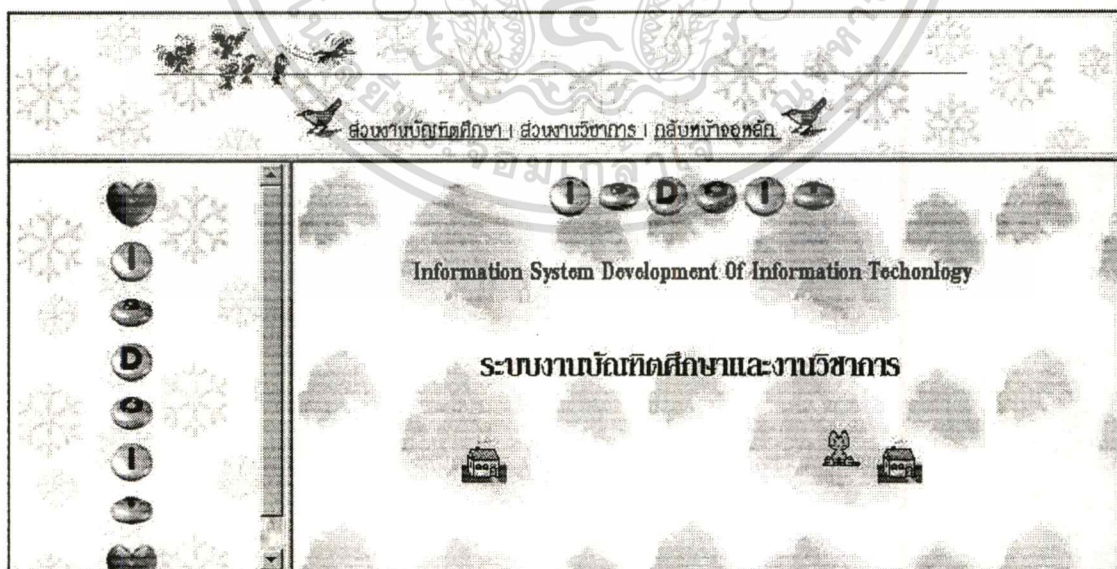 ส่วนงานบัณฑิตศึกษา | ส่วนงานวิชาการ | กลับหน้าจอหลัก
I D I
Information System Development Of Information Techonlogy
ระบบงานบัณฑิตศึกษาและงานวิชาการ
I
D
I